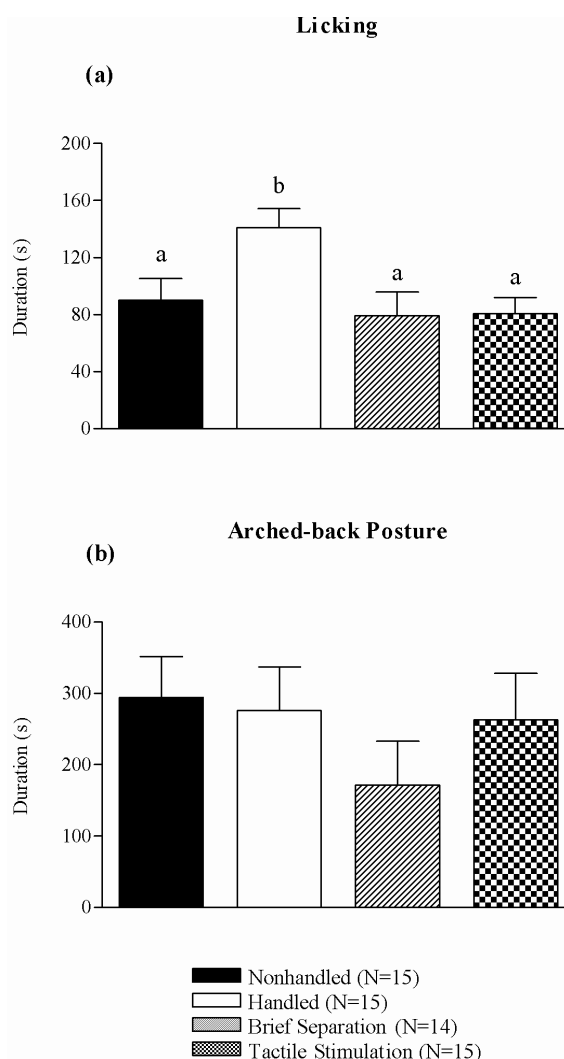 Licking
(a)
200
160
120
80
40
0
Duration (s)
a
b
a
a
Arched-back Posture
(b)
400
300
200
100
0
Duration (s)
Nonhandled (N=15)
Handled (N=15)
Brief Separation (N=14)
Tactile Stimulation (N=15)